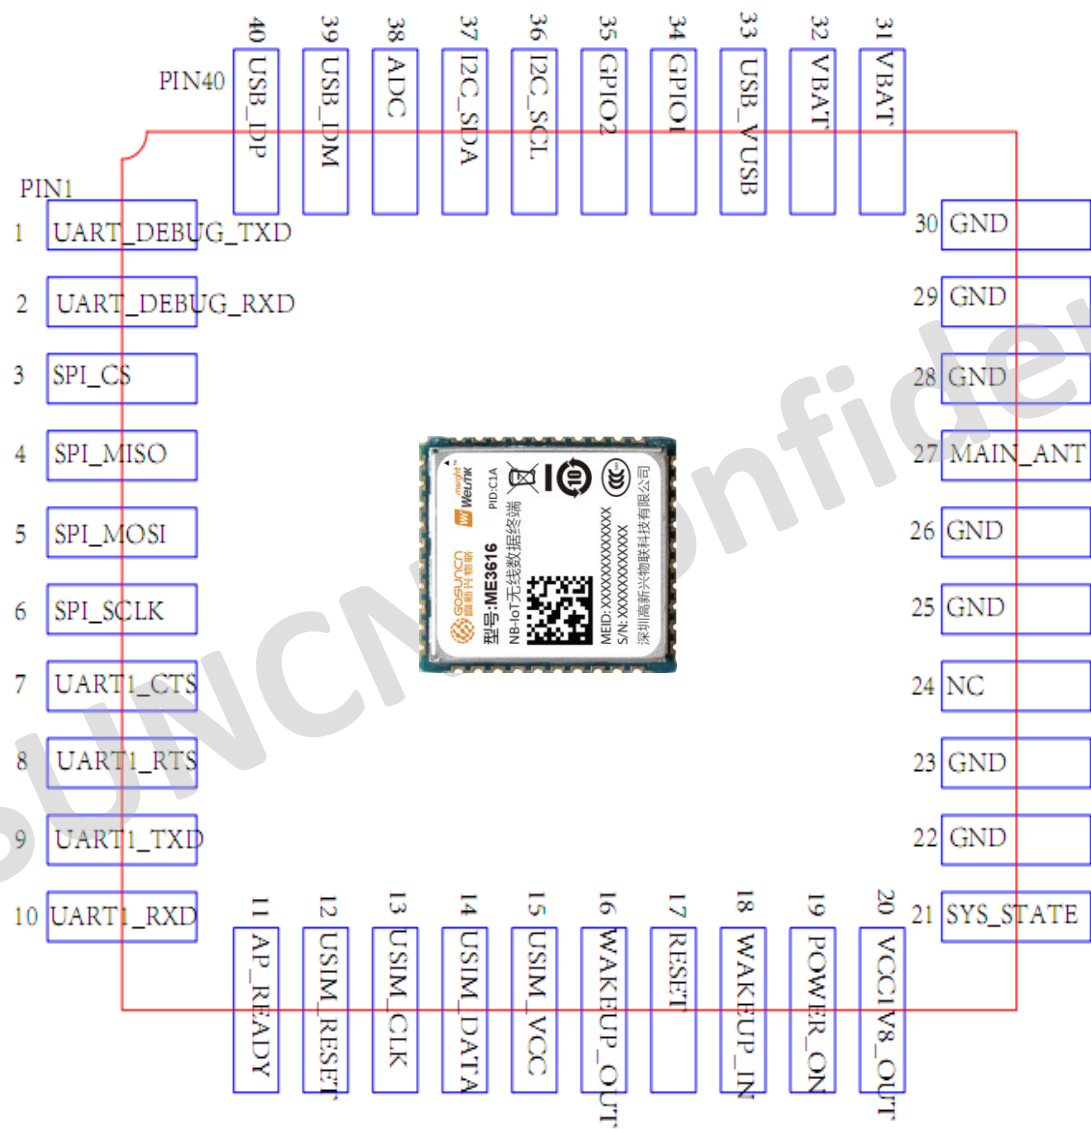 40 USB_DP
39 USB_DM
38 ADC
37 I2C_SDA
36 I2C_SCL
35 GPIO2
34 GPIO1
33 USB_VUSB
32 VBAT
31 VBAT
PIN40
PIN1
1 UART_DEBUG_TXD
2 UART_DEBUG_RXD
3 SPI_CS
4 SPI_MISO
5 SPI_MOSI
6 SPI_SCLK
7 UART1_CTS
8 UART1_RTS
9 UART1_TXD
10 UART1_RXD
30 GND
29 GND
28 GND
27 MAIN_ANT
26 GND
25 GND
24 NC
23 GND
22 GND
21 SYS_STATE
GOSUNCN
高新兴物联
WeLink
PID:C1A
型号:ME3616
NB-IoT无线数据终端
10
MEID: XXXXXXXXXXXXXX
S/N: XXXXXXXXXXXX
深圳高新兴物联科技有限公司
11 AP_READY
12 USIM_RESET
13 USIM_CLK
14 USIM_DATA
15 USIM_VCC
16 WAKEUP_OUT
17 RESET
18 WAKEUP_IN
19 POWER_ON
20 VCC1V8_OUT
SUNCN Confiden